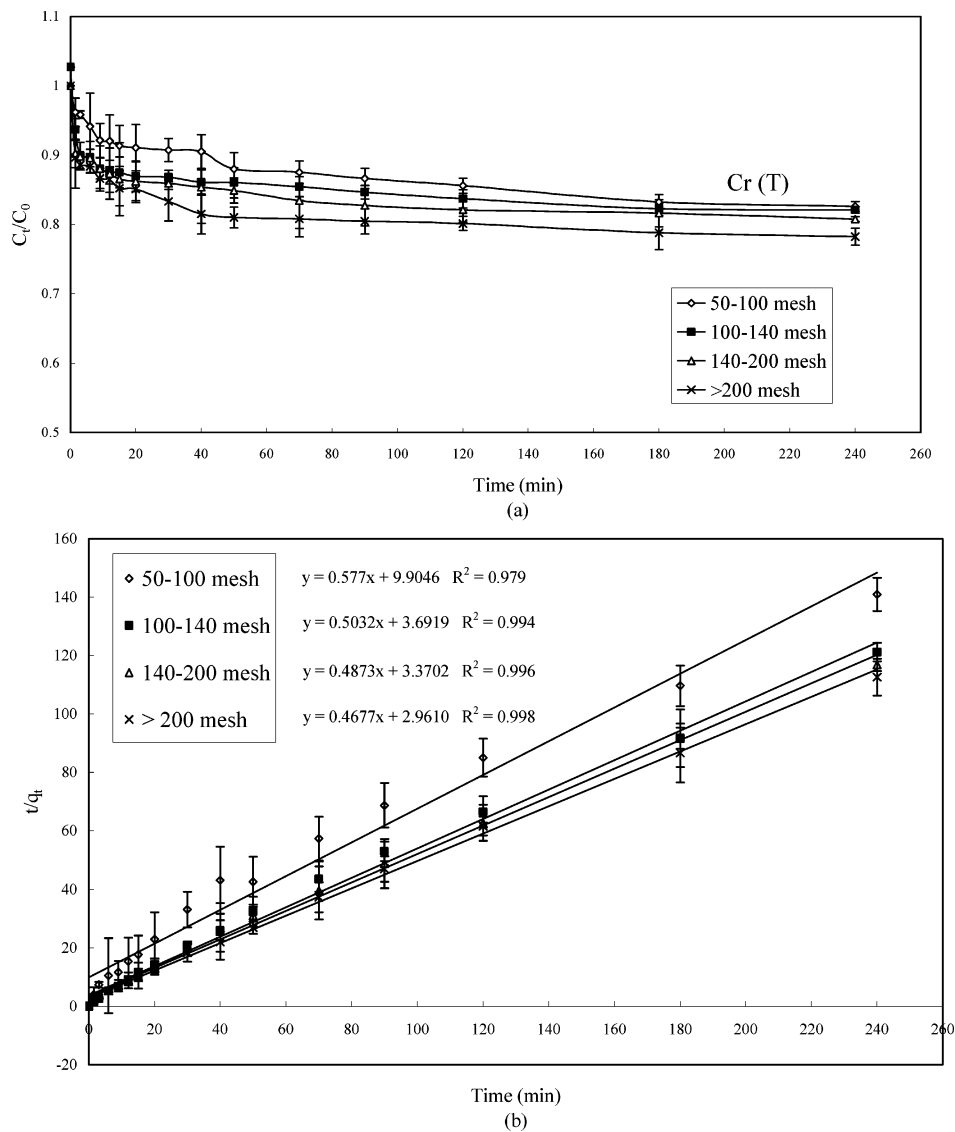 1.1
1
0.9
0.8
0.7
0.6
0.5
Ct/C0
Cr (T)
50-100 mesh
100-140 mesh
140-200 mesh
>200 mesh
0 20 40 60 80 100 120 140 160 180 200 220 240 260
Time (min)
(a)
160
140
120
100
80
60
40
20
0
-20
t/qt
50-100 mesh y = 0.577x + 9.9046 R² = 0.979
100-140 mesh y = 0.5032x + 3.6919 R² = 0.994
140-200 mesh y = 0.4873x + 3.3702 R² = 0.996
> 200 mesh y = 0.4677x + 2.9610 R² = 0.998
0 20 40 60 80 100 120 140 160 180 200 220 240 260
Time (min)
(b)